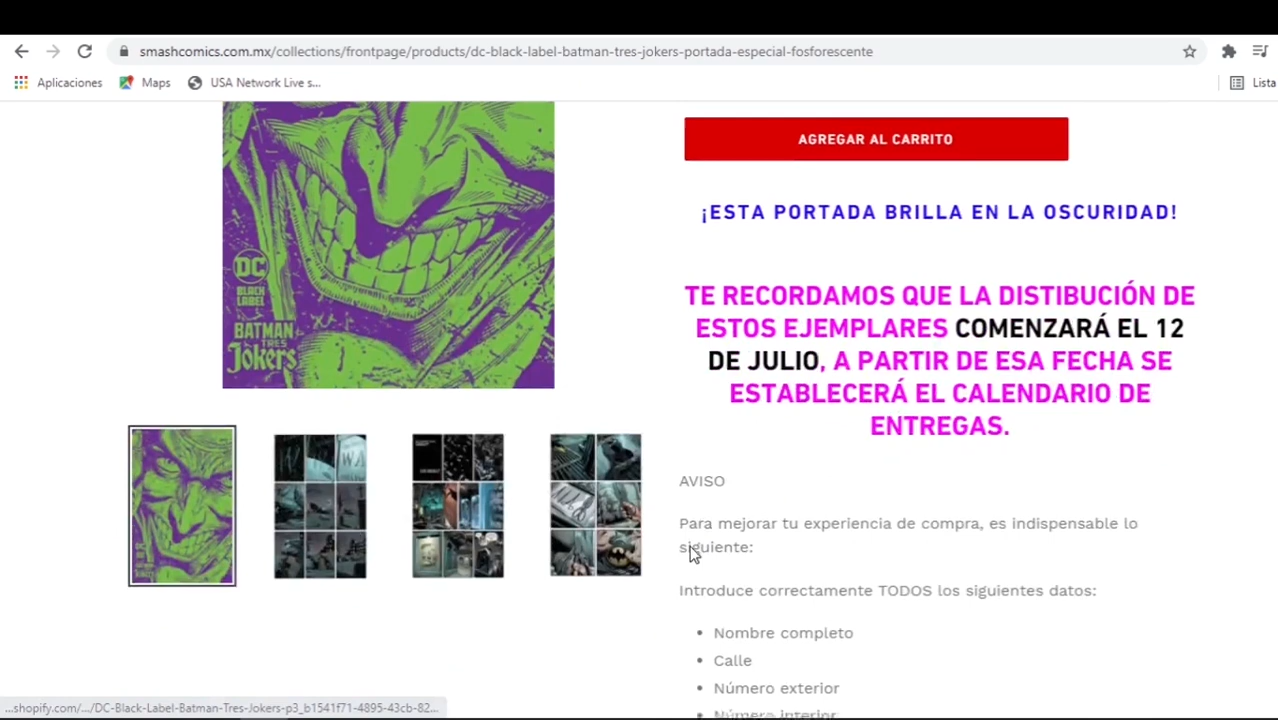 smashcomics.com.mx/collections/frontpage/products/dc-black-label-batman-tres-jokers-portada-especial-fosforescente
Aplicaciones
Maps
USA Network Live s...
Lista
AGREGAR AL CARRITO
¡ESTA PORTADA BRILLA EN LA OSCURIDAD!
TE RECORDAMOS QUE LA DISTIBUCIÓN DE
ESTOS EJEMPLARES COMENZARÁ EL 12
DE JULIO, A PARTIR DE ESA FECHA SE
ESTABLECERÁ EL CALENDARIO DE
ENTREGAS.
DC
BLACK
LABEL
BATMAN
TRES
JOKERS
AVISO
Para mejorar tu experiencia de compra, es indispensable lo
siguiente:
Introduce correctamente TODOS los siguientes datos:
• Nombre completo
• Calle
• Número exterior
• Número interior
...shopify.com/.../DC-Black-Label-Batman-Tres-Jokers-p3_b1541f71-4895-43cb-82...